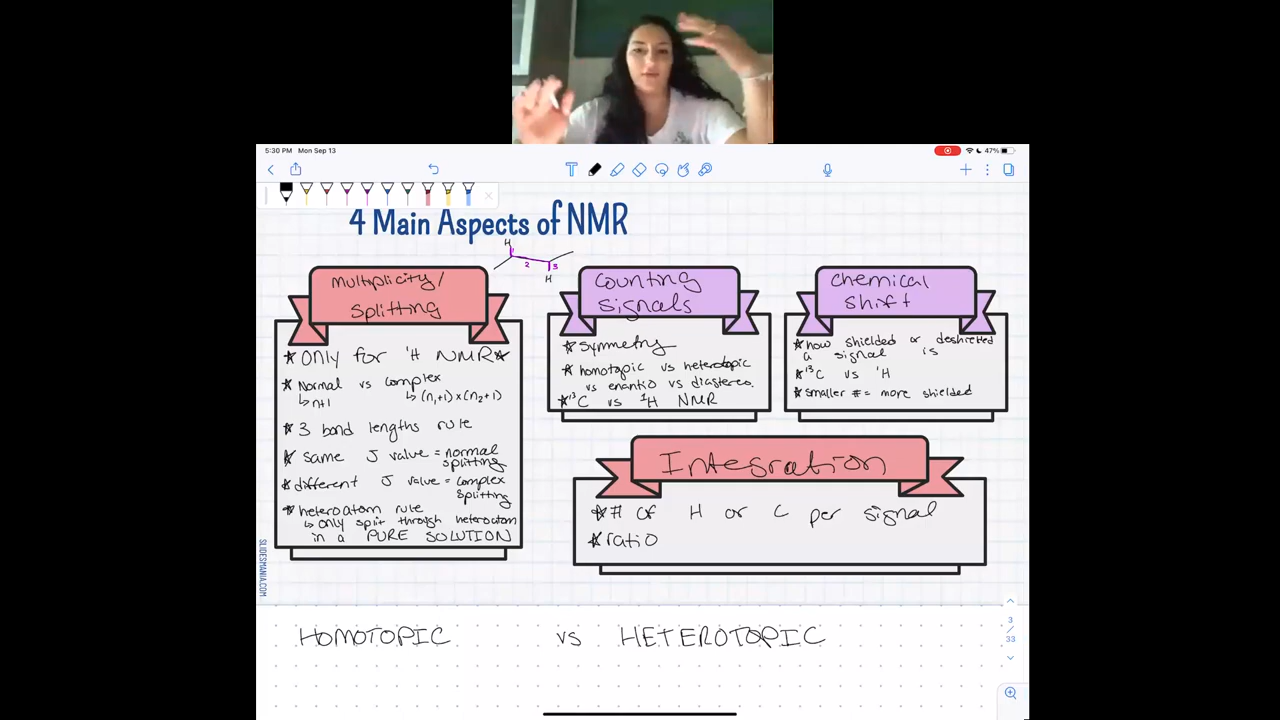 5:30 PM Mon Sep 13
47%
T
4 Main Aspects of NMR
H
1
2
3
H
Multiplicity/
Splitting
★ only for ¹H NMR ★
★ Normal vs complex
↳ n+1 ↳ (n₁+1)x(n₂+1)
★ 3 bond lengths rule
★ same J value = normal
splitting
★ different J value = complex
splitting
★ heteroatom rule
↳ only split through heteroatom
in a PURE SOLUTION
Counting
signals
★ symmetry
★ homotopic vs heterotopic
vs enantio vs diastereo.
★ ¹³C vs ¹H NMR
chemical
shift
★ how shielded or deshielded
a signal is
★ ¹³C vs ¹H
★ smaller # = more shielded
Integration
★ # of H or C per signal
★ ratio
SLIDESMANIA.COM
HOMOTOPIC vs HETEROTOPIC
3
/
33